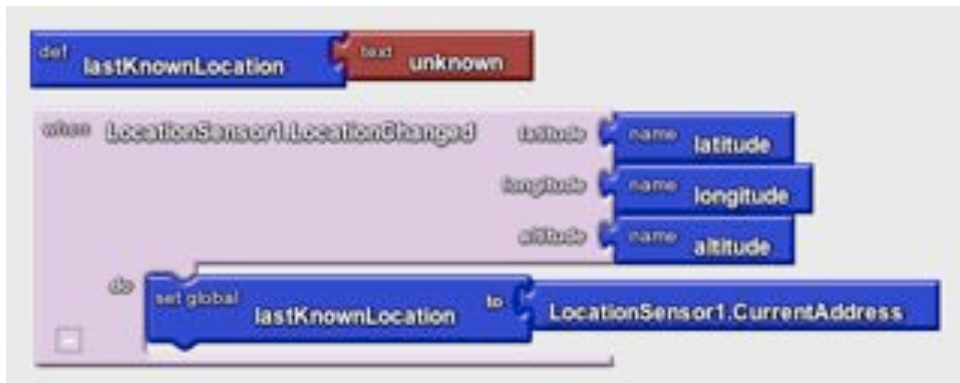 def lastKnownLocation text unknown
when LocationSensor1.LocationChanged latitude name latitude
longitude name longitude
altitude name altitude
do set global lastKnownLocation to LocationSensor1.CurrentAddress